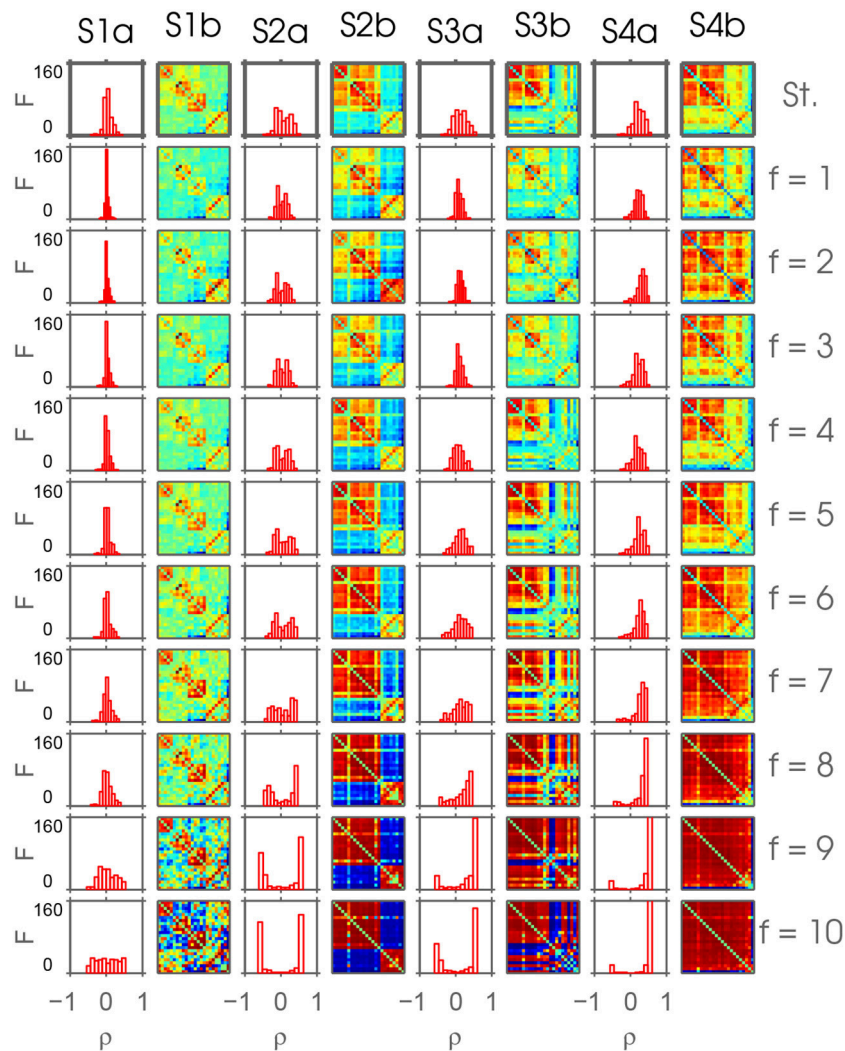 S1a S1b S2a S2b S3a S3b S4a S4b
160 F 0 St.
160 F 0 f = 1
160 F 0 f = 2
160 F 0 f = 3
160 F 0 f = 4
160 F 0 f = 5
160 F 0 f = 6
160 F 0 f = 7
160 F 0 f = 8
160 F 0 f = 9
160 F 0 f = 10
−1 0 1 −1 0 1 −1 0 1 −1 0 1
ρ ρ ρ ρ